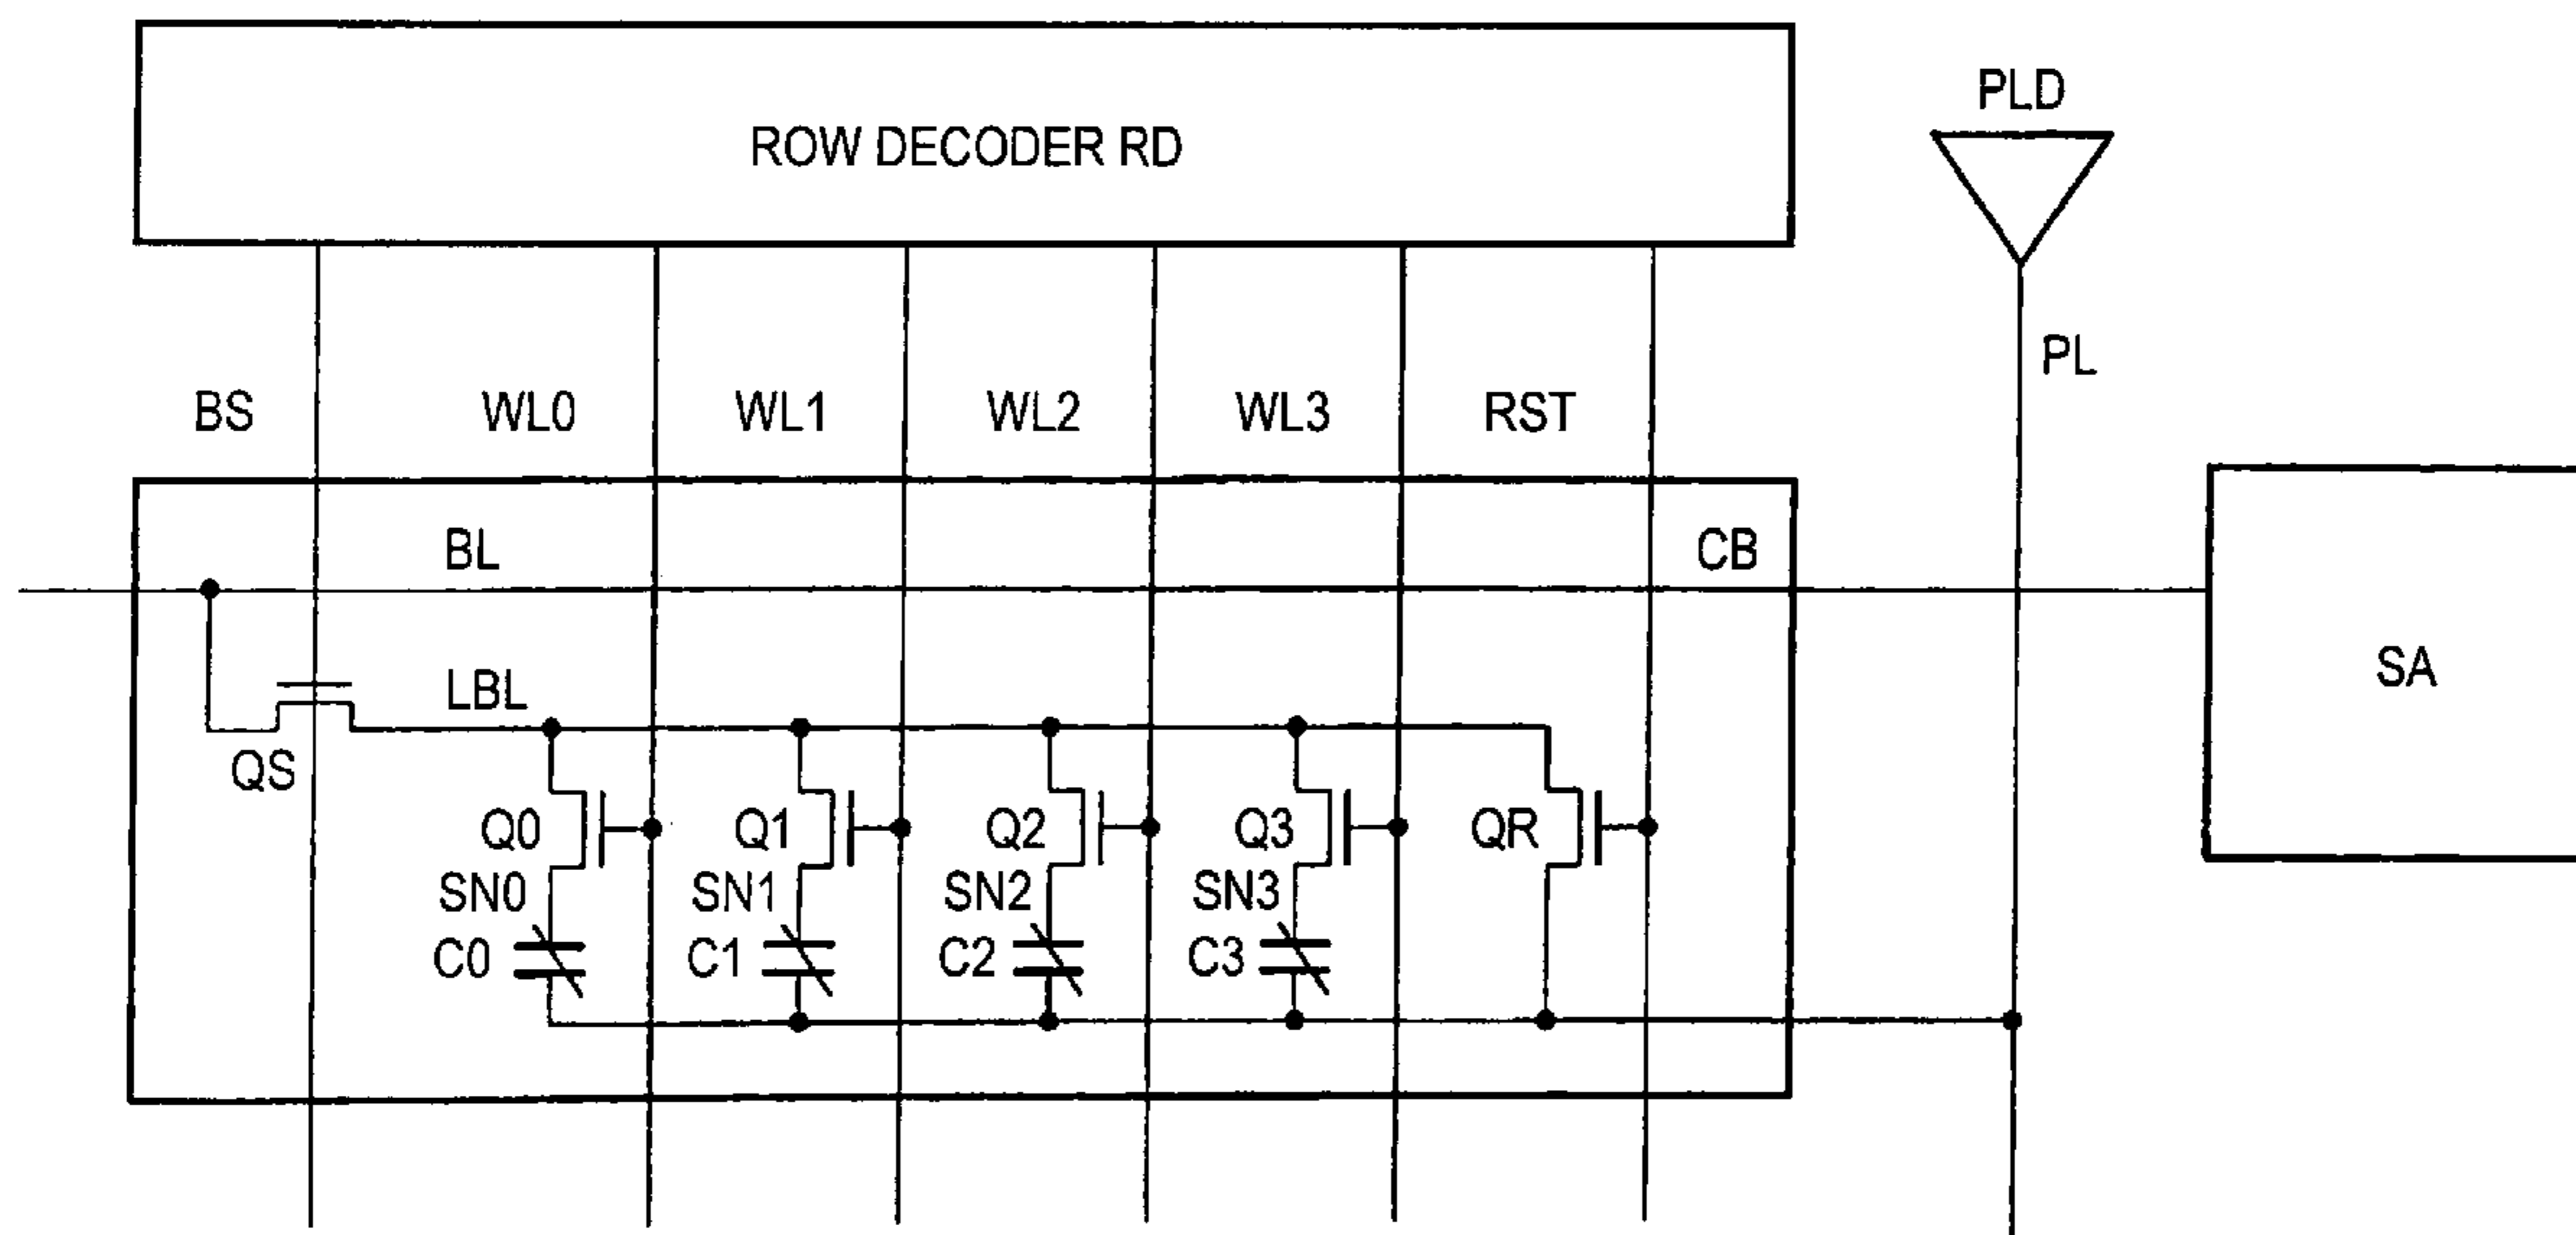 PLD
ROW DECODER RD
PL
BS WL0 WL1 WL2 WL3 RST
BL CB
LBL SA
QS
Q0 Q1 Q2 Q3 QR
SN0 SN1 SN2 SN3
C0 C1 C2 C3